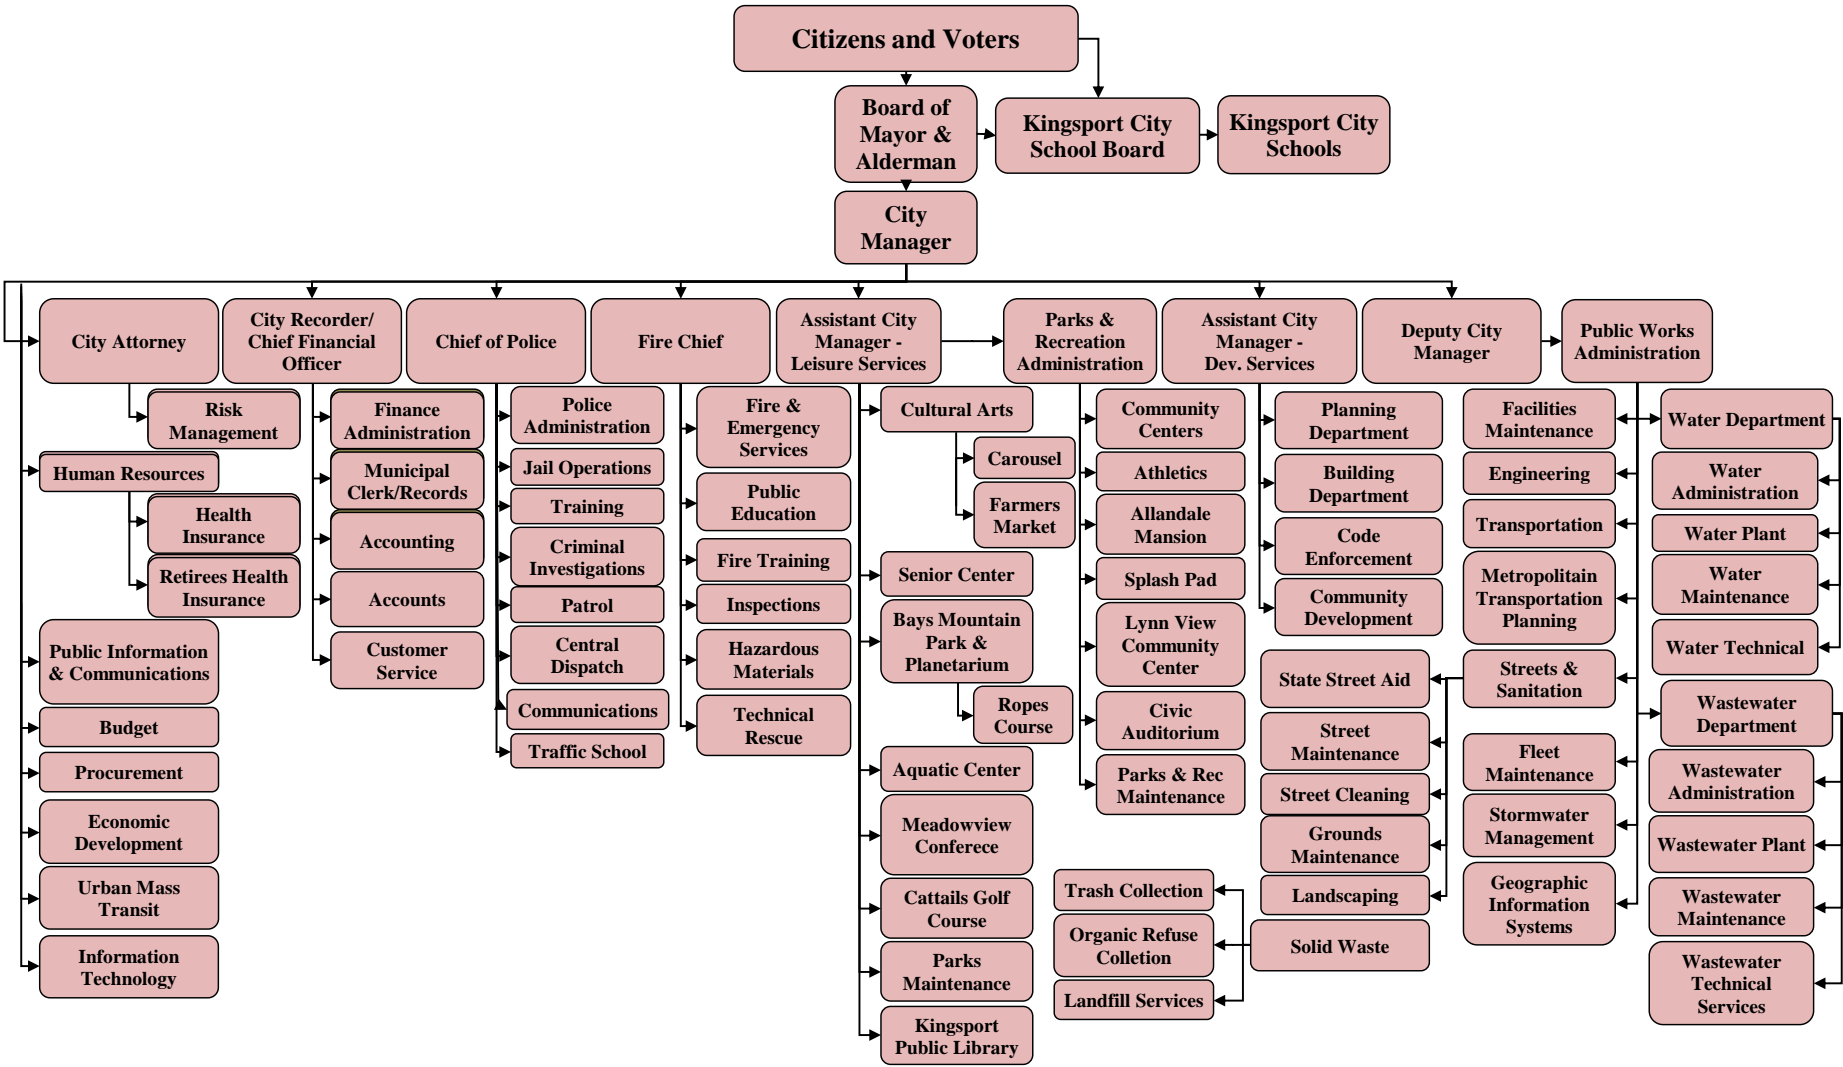 Citizens and Voters
Board of
Mayor &
Alderman
Kingsport City
School Board
Kingsport City
Schools
City
Manager
City Attorney
City Recorder/
Chief Financial
Officer
Chief of Police
Fire Chief
Assistant City
Manager -
Leisure Services
Parks &
Recreation
Administration
Assistant City
Manager -
Dev. Services
Deputy City
Manager
Public Works
Administration
Risk
Management
Human Resources
Health
Insurance
Retirees Health
Insurance
Public Information
& Communications
Budget
Procurement
Economic
Development
Urban Mass
Transit
Information
Technology
Finance
Administration
Municipal
Clerk/Records
Accounting
Accounts
Customer
Service
Police
Administration
Jail Operations
Training
Criminal
Investigations
Patrol
Central
Dispatch
Communications
Traffic School
Fire &
Emergency
Services
Public
Education
Fire Training
Inspections
Hazardous
Materials
Technical
Rescue
Cultural Arts
Carousel
Farmers
Market
Senior Center
Bays Mountain
Park &
Planetarium
Ropes
Course
Aquatic Center
Meadowview
Conferece
Cattails Golf
Course
Parks
Maintenance
Kingsport
Public Library
Community
Centers
Athletics
Allandale
Mansion
Splash Pad
Lynn View
Community
Center
Civic
Auditorium
Parks & Rec
Maintenance
Planning
Department
Building
Department
Code
Enforcement
Community
Development
Facilities
Maintenance
Engineering
Transportation
Metropolitain
Transportation
Planning
Streets &
Sanitation
State Street Aid
Street
Maintenance
Street Cleaning
Grounds
Maintenance
Landscaping
Solid Waste
Trash Collection
Organic Refuse
Colletion
Landfill Services
Fleet
Maintenance
Stormwater
Management
Geographic
Information
Systems
Water Department
Water
Administration
Water Plant
Water
Maintenance
Water Technical
Wastewater
Department
Wastewater
Administration
Wastewater Plant
Wastewater
Maintenance
Wastewater
Technical
Services